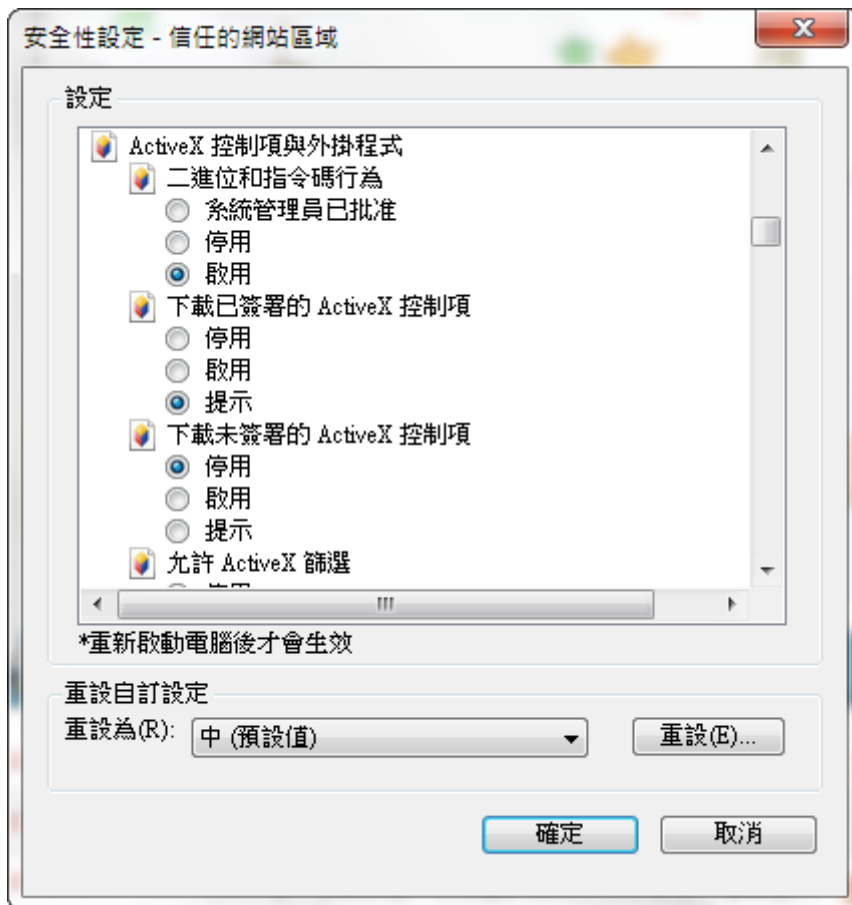 安全性設定 - 信任的網站區域
設定
ActiveX 控制項與外掛程式
二進位和指令碼行為
系統管理員已批准
停用
啟用
下載已簽署的 ActiveX 控制項
停用
啟用
提示
下載未簽署的 ActiveX 控制項
停用
啟用
提示
允許 ActiveX 篩選
*重新啟動電腦後才會生效
重設自訂設定
重設為(R): 中 (預設值) 重設(E)...
確定 取消